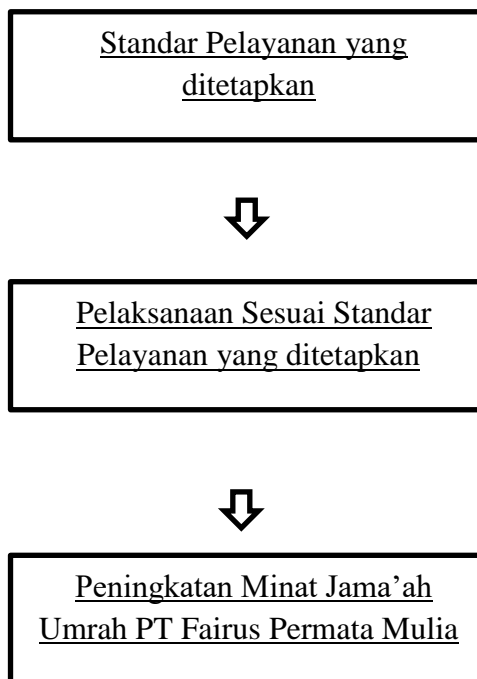 Standar Pelayanan yang
ditetapkan
Pelaksanaan Sesuai Standar
Pelayanan yang ditetapkan
Peningkatan Minat Jama’ah
Umrah PT Fairus Permata Mulia